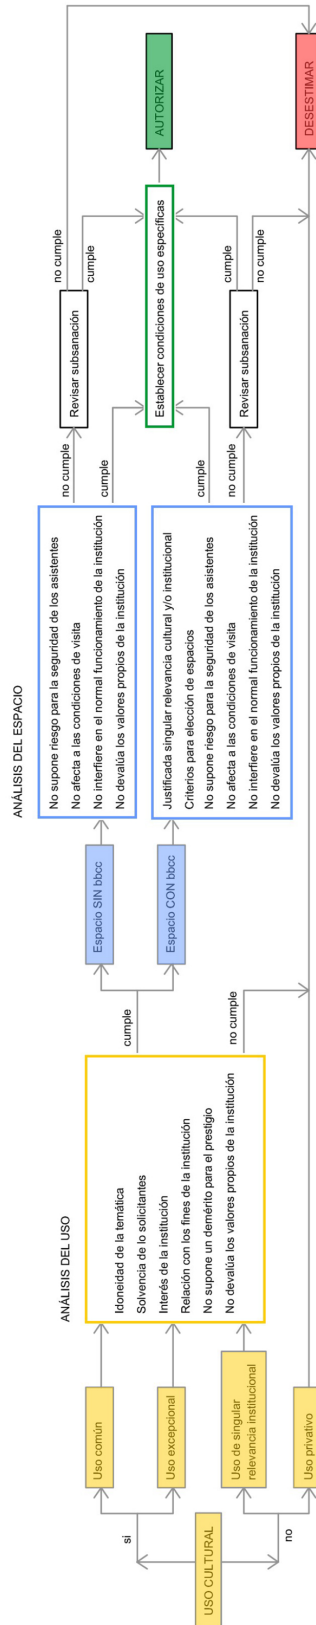 USO CULTURAL
si
no
Uso común
Uso excepcional
Uso de singular
relevancia institucional
Uso privativo
ANÁLISIS DEL USO
Idoneidad de la temática
Solvencia de lo solicitantes
Interés de la institución
Relación con los fines de la institución
No supone un demérito para el prestigio
No devalúa los valores propios de la institución
cumple
no cumple
Espacio SIN bbcc
Espacio CON bbcc
ANÁLISIS DEL ESPACIO
No supone riesgo para la seguridad de los asistentes
No afecta a las condiciones de visita
No interfiere en el normal funcionamiento de la institución
No devalúa los valores propios de la institución
Justificada singular relevancia cultural y/o institucional
Criterios para elección de espacios
No supone riesgo para la seguridad de los asistentes
No afecta a las condiciones de visita
No interfiere en el normal funcionamiento de la institución
No devalúa los valores propios de la institución
no cumple
cumple
cumple
no cumple
Revisar subsanación
Establecer condiciones de uso específicas
Revisar subsanación
no cumple
cumple
cumple
no cumple
AUTORIZAR
DESESTIMAR